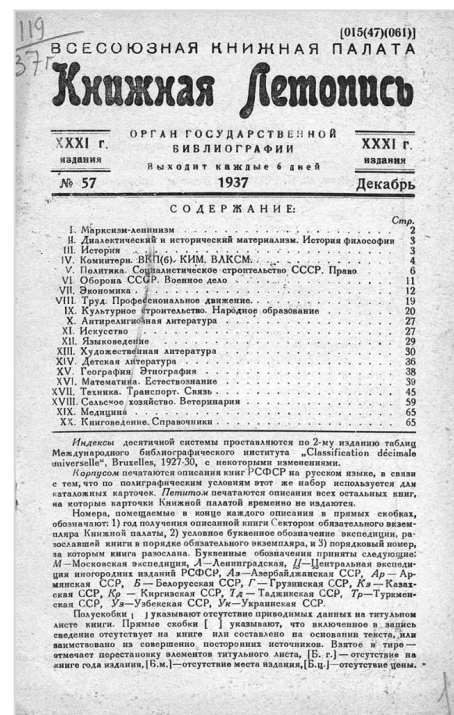 119
37г
[015(47)(061)]
ВСЕСОЮЗНАЯ КНИЖНАЯ ПАЛАТА
Книжная Летопись
XXXI г. издания
ОРГАН ГОСУДАРСТВЕННОЙ
БИБЛИОГРАФИИ
Выходит каждые 6 дней
XXXI г. издания
№ 57 1937 Декабрь
СОДЕРЖАНИЕ:
Стр.
I. Марксизм-ленинизм 2
II. Диалектический и исторический материализм. История философии 3
III. История 3
IV. Коминтерн. ВКП(б). КИМ. ВЛКСМ. 4
V. Политика. Социалистическое строительство СССР. Право 6
VI. Оборона СССР. Военное дело 11
VII. Экономика 12
VIII. Труд. Профессиональное движение. 19
IX. Культурное строительство. Народное образование 20
X. Антирелигиозная литература 27
XI. Искусство 27
XII. Языковедение 29
XIII. Художественная литература 30
XIV. Детская литература 36
XV. География. Этнография 38
XVI. Математика. Естествознание 39
XVII. Техника. Транспорт. Связь 45
XVIII. Сельское хозяйство. Ветеринария 59
XIX. Медицина 65
XX. Книговедение. Справочники 65
Индексы десятичной системы проставляются по 2-му изданию таблиц
Международного библиографического института „Classification décimale
universelle“, Bruxelles, 1927-30, с некоторыми изменениями.
Корпусом печатаются описания книг РСФСР на русском языке, в связи
с тем, что по полиграфическим условиям этот же набор используется для
каталожных карточек. Петитом печатаются описания всех остальных книг,
на которые карточки Книжной палатой временно не издаются.
Номера, помещаемые в конце каждого описания в прямых скобках,
обозначают: 1) год получения описанной книги Сектором обязательного экзем-
пляра Книжной палаты, 2) условное буквенное обозначение экспедиции, ра-
зославшей книги в порядке обязательного экземпляра, и 3) порядковый номер,
за которым книга разослана. Буквенные обозначения приняты следующие:
М—Московская экспедиция, Л—Ленинградская, Ц—Центральная экспеди-
ция иногородних изданий РСФСР, Аз—Азербайджанская ССР, Ар — Ар-
мянская ССР, Б — Белорусская ССР, Г — Грузинская ССР, Кз — Казах-
ская ССР, Кр — Киргизская ССР, Тд — Таджикская ССР, Тр—Туркмен-
ская ССР, Уз—Узбекская ССР, Ук—Украинская ССР.
Полускобки указывают отсутствие приводимых данных на титульном
листе книги. Прямые скобки [ ] указывают, что включенное в запись
сведение отсутствует на книге или составлено на основании текста, или
заимствовано из совершенно посторонних источников. Взятое в тире —
отмечает перестановку элементов титульного листа, [Б. г.] — отсутствие на
книге года издания, [Б.м.]—отсутствие места издания, [Б.ц.]—отсутствие цены.